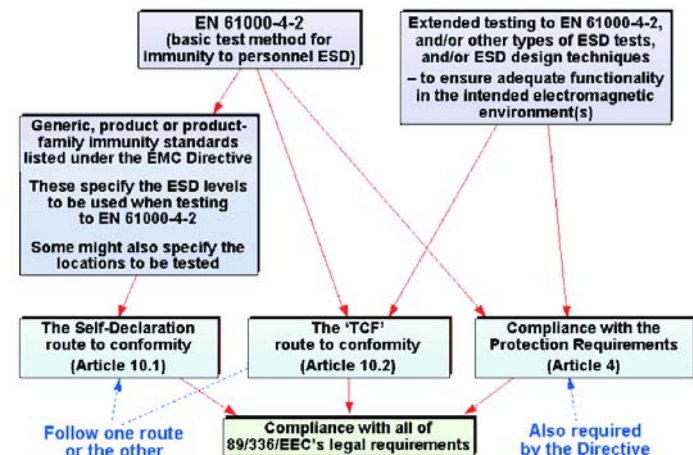 EN 61000-4-2
(basic test method for
immunity to personnel ESD)
Extended testing to EN 61000-4-2,
and/or other types of ESD tests,
and/or ESD design techniques
– to ensure adequate functionality
in the intended electromagnetic
environment(s)
Generic, product or product-
family immunity standards
listed under the EMC Directive
These specify the ESD levels
to be used when testing
to EN 61000-4-2
Some might also specify the
locations to be tested
The Self-Declaration
route to conformity
(Article 10.1)
The 'TCF'
route to conformity
(Article 10.2)
Compliance with the
Protection Requirements
(Article 4)
Follow one route
or the other
Compliance with all of
89/336/EEC's legal requirements
Also required
by the Directive